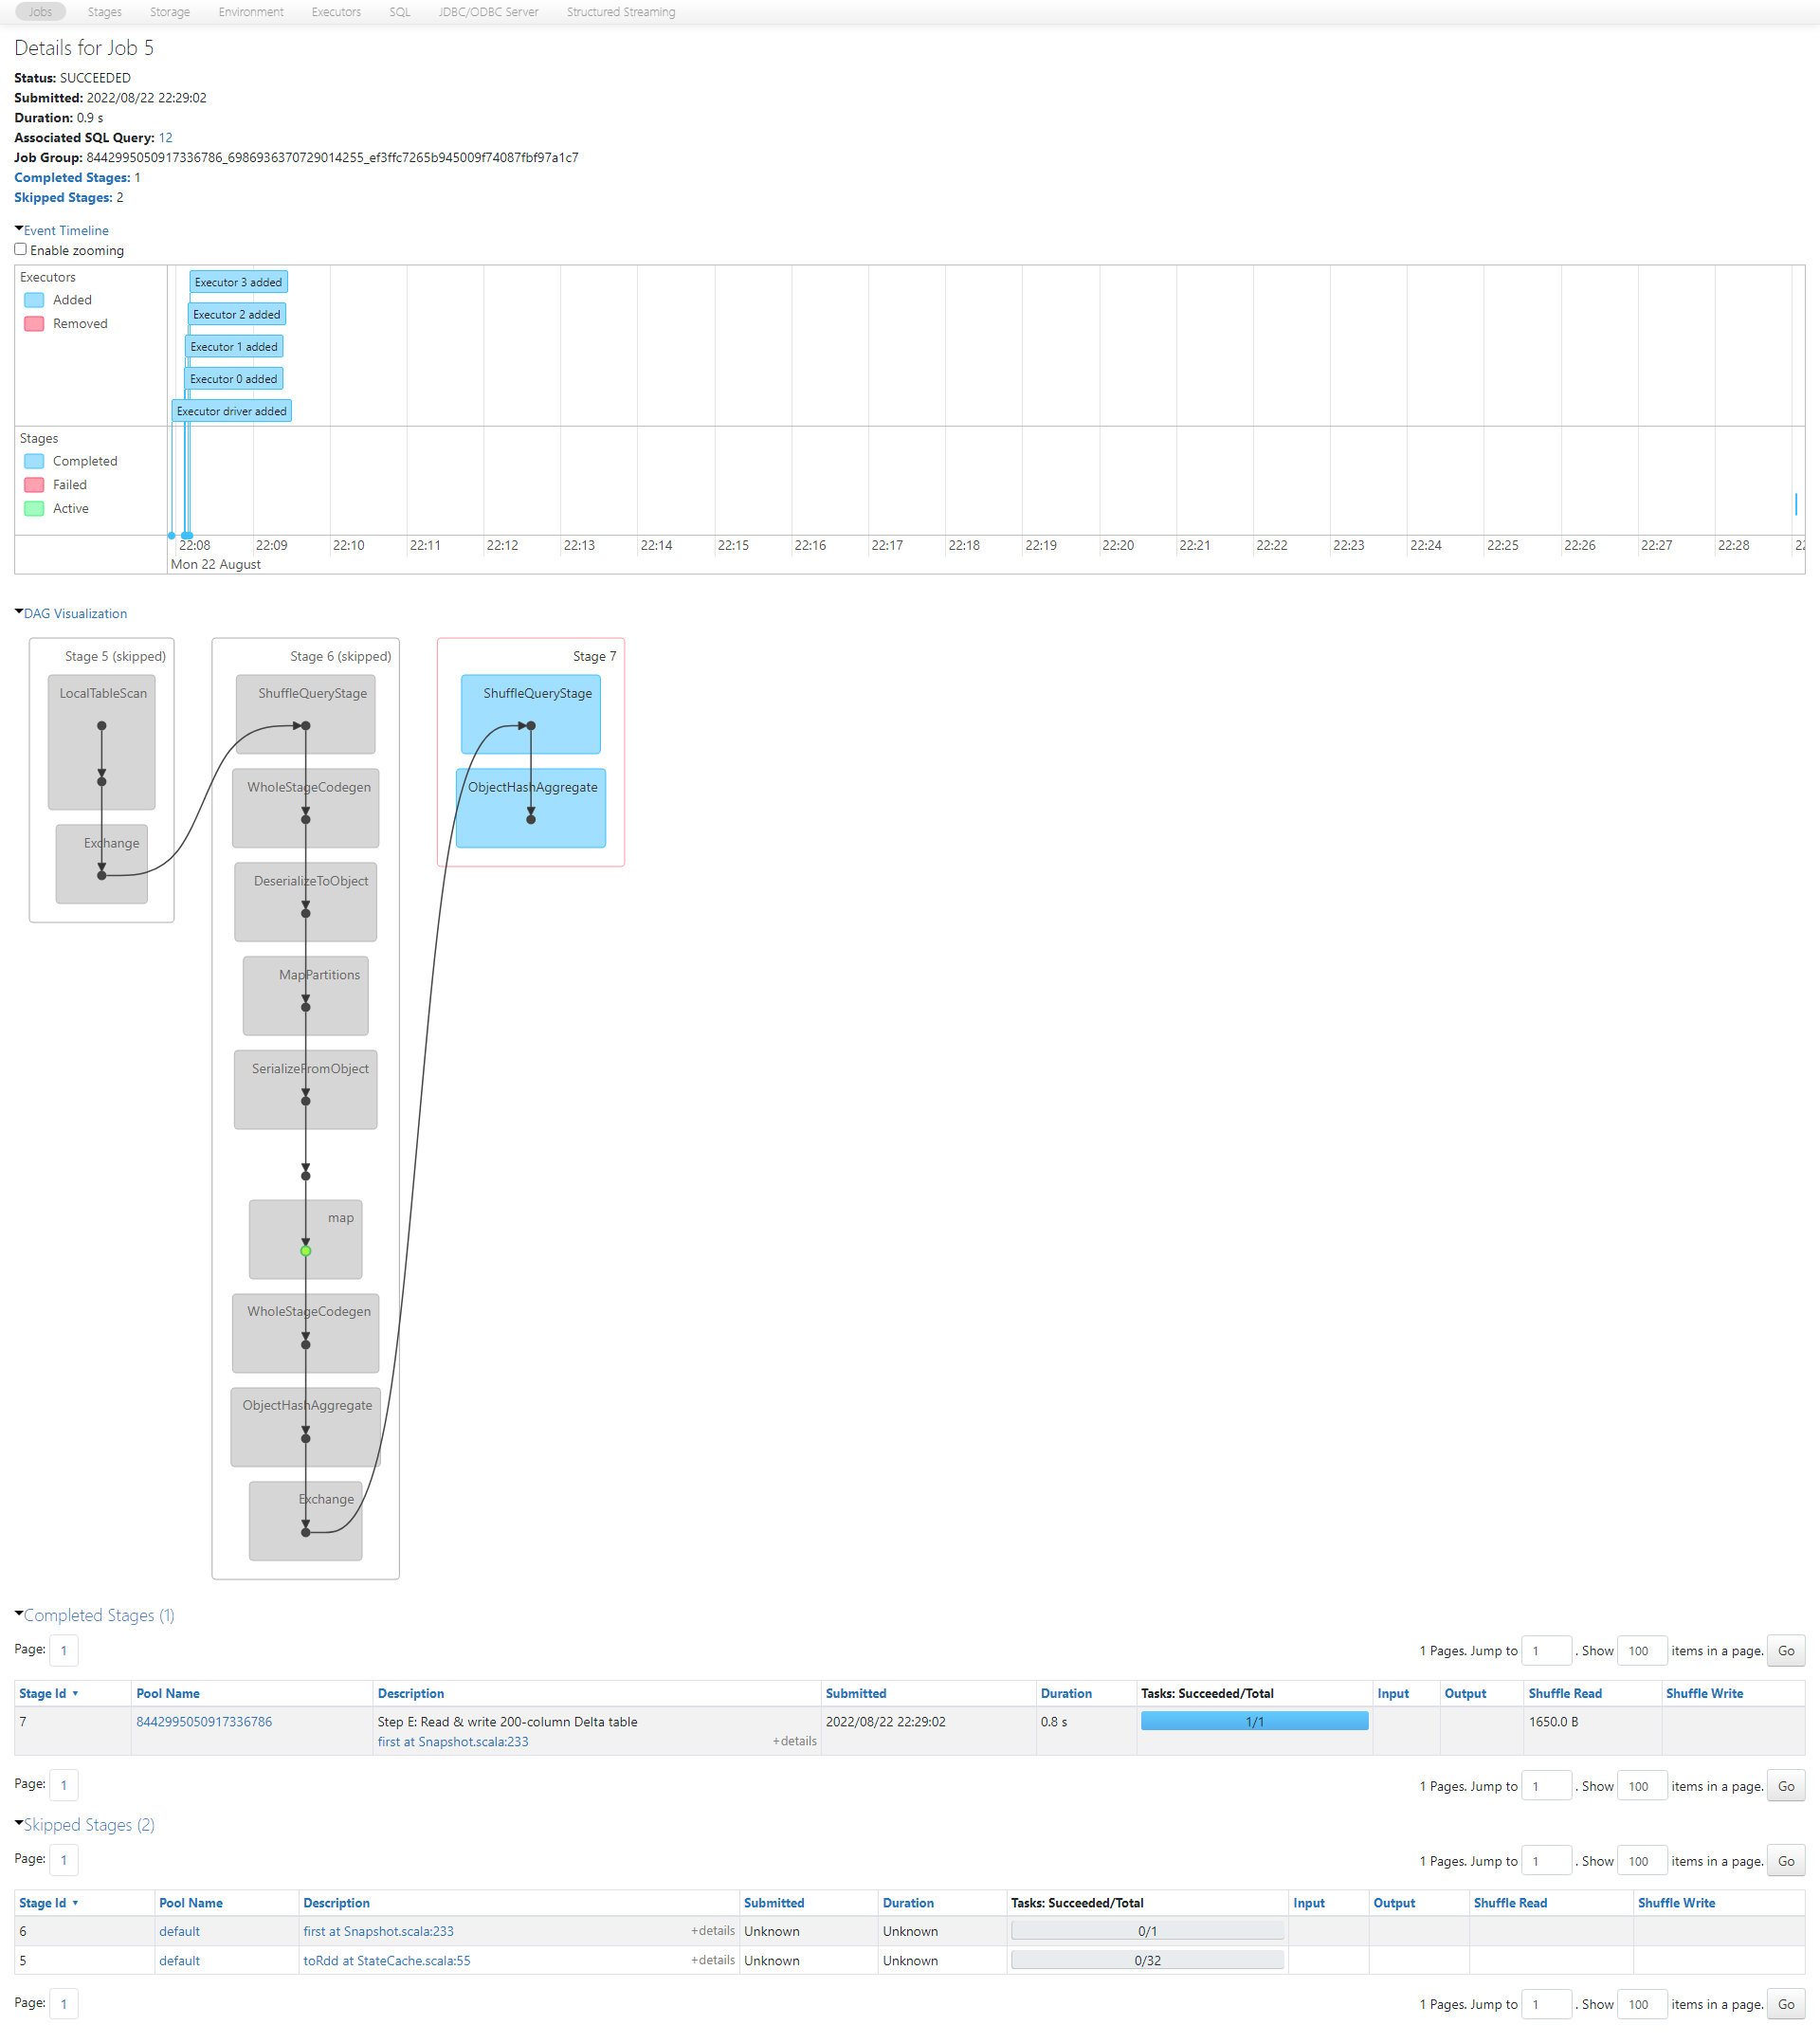 Jobs Stages Storage Environment Executors SQL JDBC/ODBC Server Structured Streaming
Details for Job 5
Status: SUCCEEDED
Submitted: 2022/08/22 22:29:02
Duration: 0.9 s
Associated SQL Query: 12
Job Group: 8442995050917336786_6986936370729014255_ef3ffc7265b945009f74087fbf97a1c7
Completed Stages: 1
Skipped Stages: 2
Event Timeline
Enable zooming
Executors
Added
Removed
Executor 3 added
Executor 2 added
Executor 1 added
Executor 0 added
Executor driver added
Stages
Completed
Failed
Active
22:08 22:09 22:10 22:11 22:12 22:13 22:14 22:15 22:16 22:17 22:18 22:19 22:20 22:21 22:22 22:23 22:24 22:25 22:26 22:27 22:28
Mon 22 August
DAG Visualization
Stage 5 (skipped)
LocalTableScan
Exchange
Stage 6 (skipped)
ShuffleQueryStage
WholeStageCodegen
DeserializeToObject
MapPartitions
SerializeFromObject
map
WholeStageCodegen
ObjectHashAggregate
Exchange
Stage 7
ShuffleQueryStage
ObjectHashAggregate
Completed Stages (1)
Page: 1 1 Pages. Jump to 1 . Show 100 items in a page. Go
Stage Id ▾ Pool Name Description Submitted Duration Tasks: Succeeded/Total Input Output Shuffle Read Shuffle Write
7 8442995050917336786 Step E: Read & write 200-column Delta table 2022/08/22 22:29:02 0.8 s 1/1 1650.0 B
first at Snapshot.scala:233 +details
Page: 1 1 Pages. Jump to 1 . Show 100 items in a page. Go
Skipped Stages (2)
Page: 1 1 Pages. Jump to 1 . Show 100 items in a page. Go
Stage Id ▾ Pool Name Description Submitted Duration Tasks: Succeeded/Total Input Output Shuffle Read Shuffle Write
6 default first at Snapshot.scala:233 +details Unknown Unknown 0/1
5 default toRdd at StateCache.scala:55 +details Unknown Unknown 0/32
Page: 1 1 Pages. Jump to 1 . Show 100 items in a page. Go